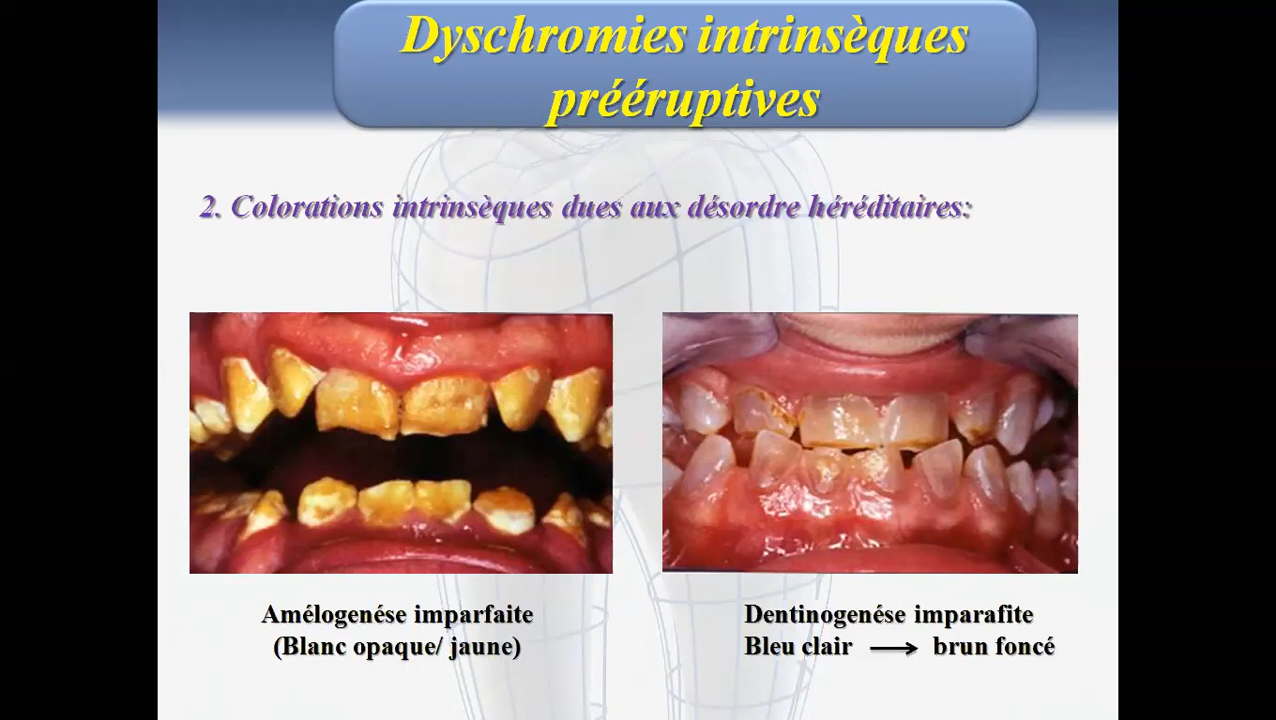 Dyschromies intrinsèques
prééruptives
2. Colorations intrinsèques dues aux désordre héréditaires:
Amélogenése imparfaite
(Blanc opaque/ jaune)
Dentinogenése imparafite
Bleu clair → brun foncé